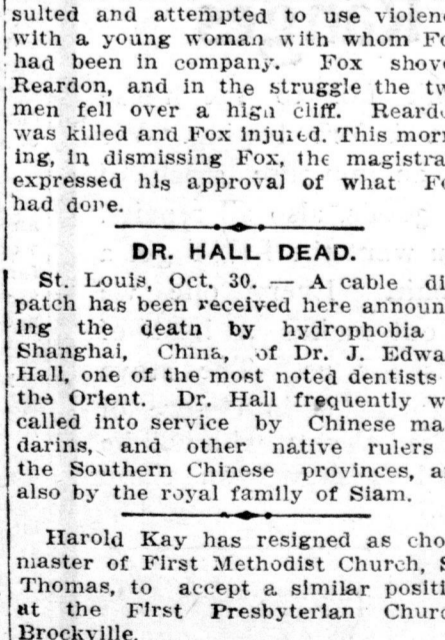 sulted and attempted to use violen
with a young woman with whom Fo
had been in company. Fox shov
Reardon, and in the struggle the tw
men fell over a high cliff. Reardo
was killed and Fox injured. This morn
ing, in dismissing Fox, the magistra
expressed his approval of what Fo
had done.
DR. HALL DEAD.
St. Louis, Oct. 30. — A cable di
patch has been received here announ
ing the death by hydrophobia
Shanghai, China, of Dr. J. Edwa
Hall, one of the most noted dentists
the Orient. Dr. Hall frequently w
called into service by Chinese ma
darins, and other native rulers
the Southern Chinese provinces, a
also by the royal family of Siam.
Harold Kay has resigned as cho
master of First Methodist Church, S
Thomas, to accept a similar positi
at the First Presbyterian Churc
Brockville.